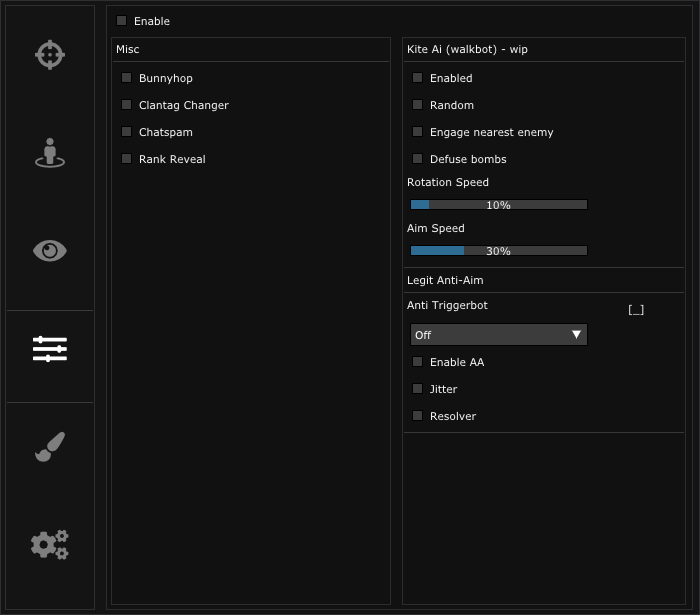 Enable
Misc
Bunnyhop
Clantag Changer
Chatspam
Rank Reveal
Kite Ai (walkbot) - wip
Enabled
Random
Engage nearest enemy
Defuse bombs
Rotation Speed
10%
Aim Speed
30%
Legit Anti-Aim
Anti Triggerbot
[_]
Off
Enable AA
Jitter
Resolver